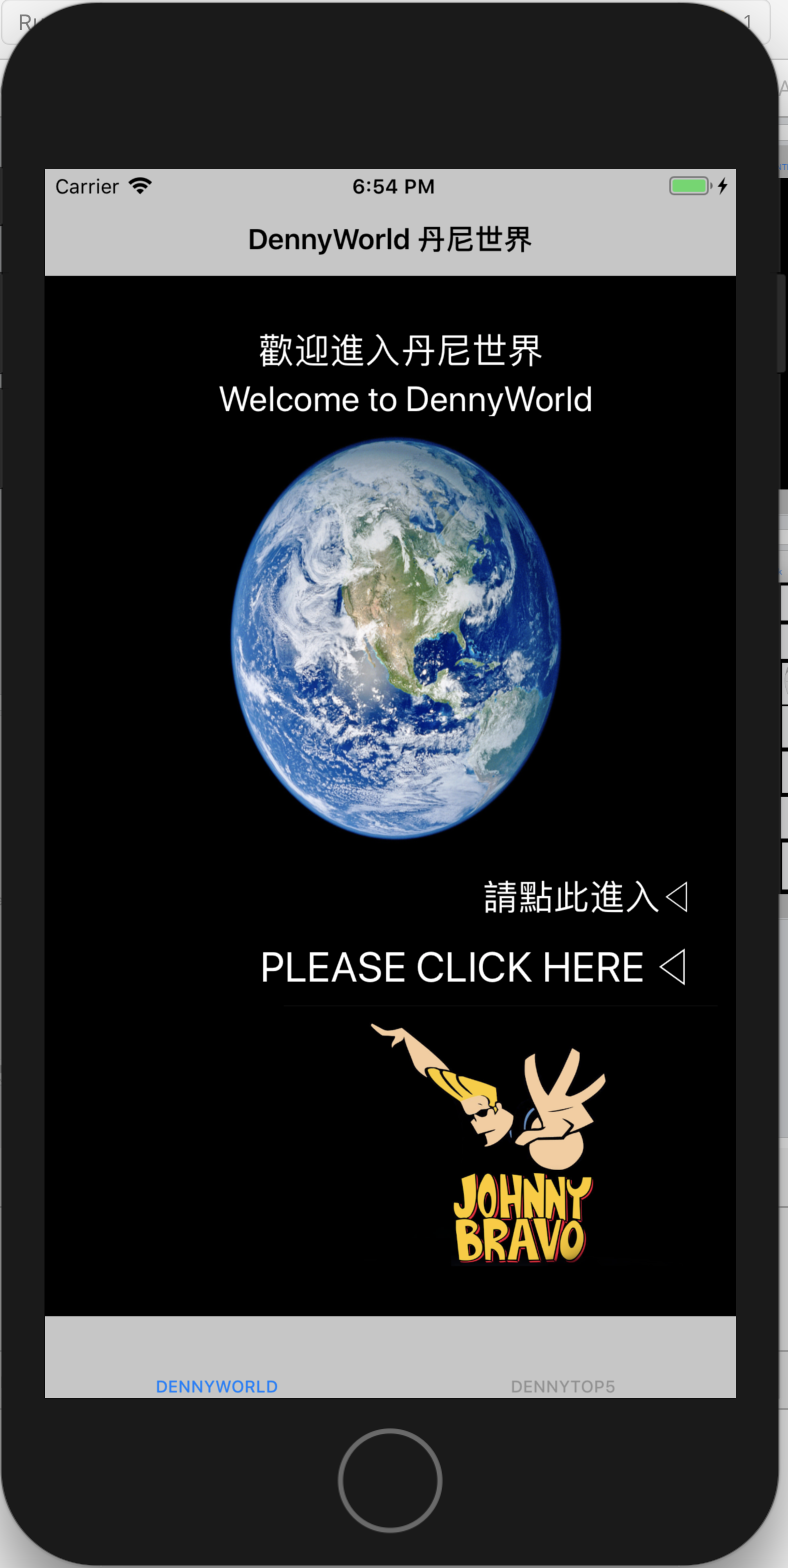 Carrier 6:54 PM
DennyWorld 丹尼世界
歡迎進入丹尼世界
Welcome to DennyWorld
請點此進入◁
PLEASE CLICK HERE ◁
JOHNNY
BRAVO
DENNYWORLD DENNYTOP5